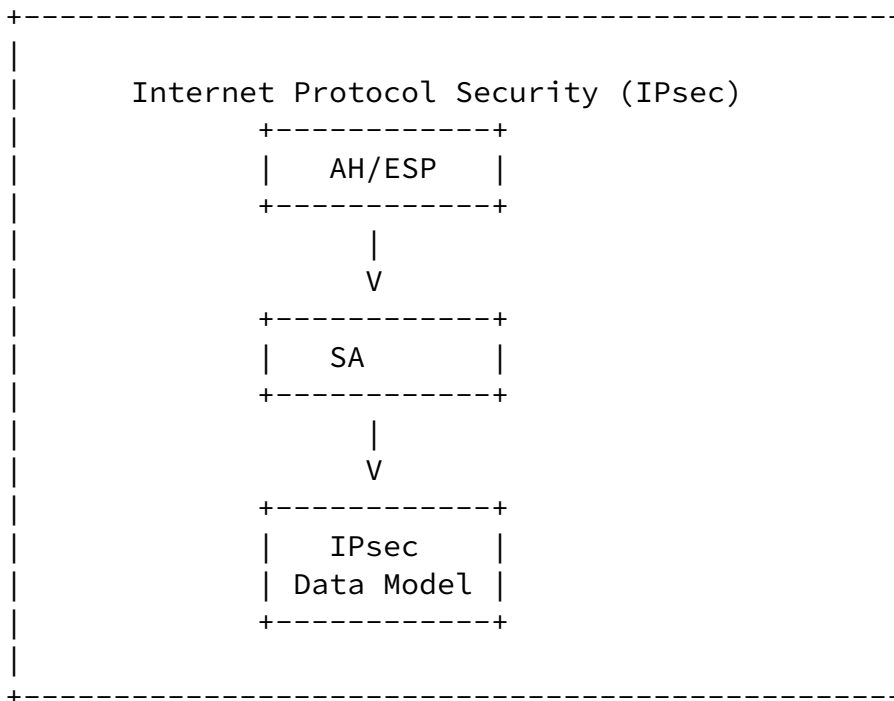 Internet Protocol Security (IPsec)
AH/ESP
V
SA
V
IPsec
Data Model